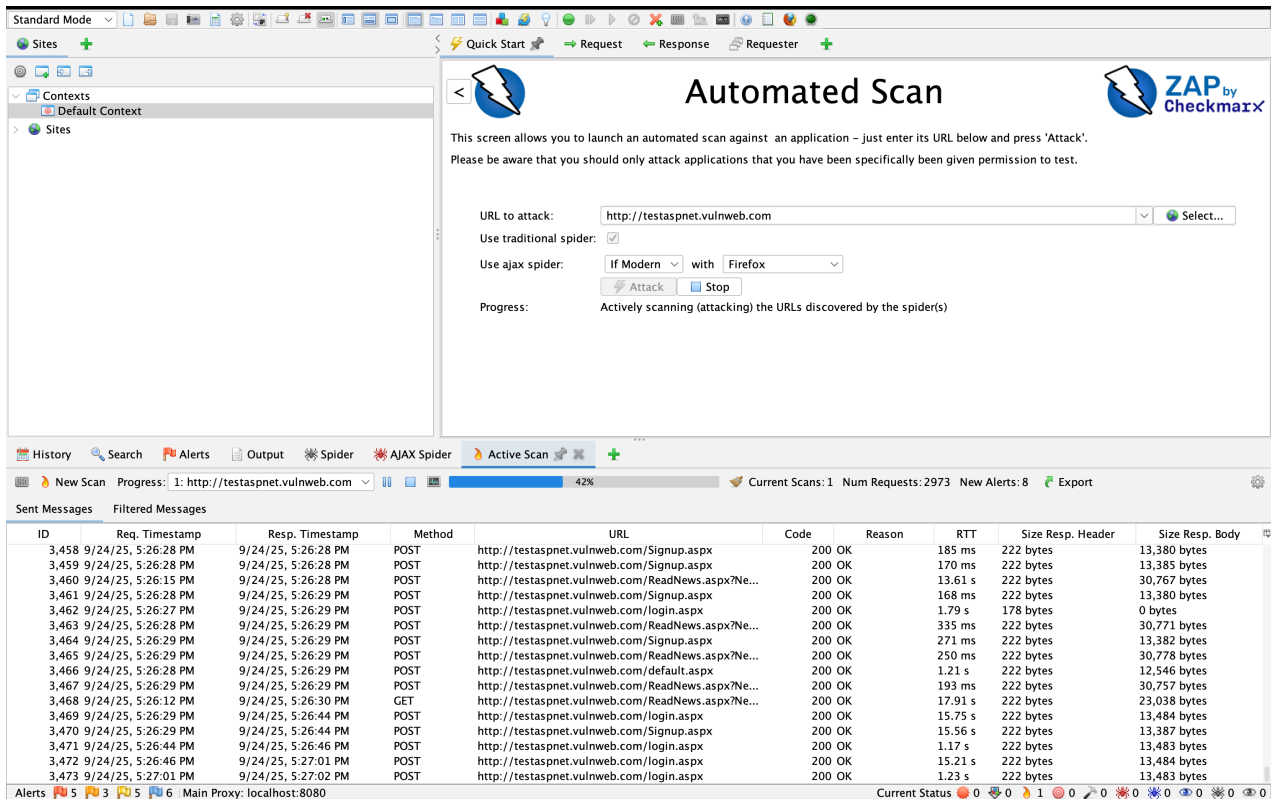 Standard Mode
Sites
Quick Start Request Response Requester
Contexts
Default Context
Sites
<
Automated Scan
ZAP by
Checkmarx
This screen allows you to launch an automated scan against  an application – just enter its URL below and press 'Attack'.
Please be aware that you should only attack applications that you have been specifically been given permission to test.
URL to attack: http://testaspnet.vulnweb.com Select...
Use traditional spider:
Use ajax spider: If Modern with Firefox
Attack Stop
Progress: Actively scanning (attacking) the URLs discovered by the spider(s)
History Search Alerts Output Spider AJAX Spider Active Scan
New Scan Progress: 1: http://testaspnet.vulnweb.com 42% Current Scans: 1 Num Requests: 2973 New Alerts: 8 Export
Sent Messages Filtered Messages
ID Req. Timestamp Resp. Timestamp Method URL Code Reason RTT Size Resp. Header Size Resp. Body
3,458 9/24/25, 5:26:28 PM 9/24/25, 5:26:28 PM POST http://testaspnet.vulnweb.com/Signup.aspx 200 OK 185 ms 222 bytes 13,380 bytes
3,459 9/24/25, 5:26:28 PM 9/24/25, 5:26:28 PM POST http://testaspnet.vulnweb.com/Signup.aspx 200 OK 170 ms 222 bytes 13,385 bytes
3,460 9/24/25, 5:26:15 PM 9/24/25, 5:26:28 PM POST http://testaspnet.vulnweb.com/ReadNews.aspx?Ne... 200 OK 13.61 s 222 bytes 30,767 bytes
3,461 9/24/25, 5:26:28 PM 9/24/25, 5:26:29 PM POST http://testaspnet.vulnweb.com/Signup.aspx 200 OK 168 ms 222 bytes 13,380 bytes
3,462 9/24/25, 5:26:27 PM 9/24/25, 5:26:29 PM POST http://testaspnet.vulnweb.com/login.aspx 200 OK 1.79 s 178 bytes 0 bytes
3,463 9/24/25, 5:26:28 PM 9/24/25, 5:26:29 PM POST http://testaspnet.vulnweb.com/ReadNews.aspx?Ne... 200 OK 335 ms 222 bytes 30,771 bytes
3,464 9/24/25, 5:26:29 PM 9/24/25, 5:26:29 PM POST http://testaspnet.vulnweb.com/Signup.aspx 200 OK 271 ms 222 bytes 13,382 bytes
3,465 9/24/25, 5:26:29 PM 9/24/25, 5:26:29 PM POST http://testaspnet.vulnweb.com/ReadNews.aspx?Ne... 200 OK 250 ms 222 bytes 30,778 bytes
3,466 9/24/25, 5:26:28 PM 9/24/25, 5:26:29 PM POST http://testaspnet.vulnweb.com/default.aspx 200 OK 1.21 s 222 bytes 12,546 bytes
3,467 9/24/25, 5:26:29 PM 9/24/25, 5:26:29 PM POST http://testaspnet.vulnweb.com/ReadNews.aspx?Ne... 200 OK 193 ms 222 bytes 30,757 bytes
3,468 9/24/25, 5:26:12 PM 9/24/25, 5:26:30 PM GET http://testaspnet.vulnweb.com/ReadNews.aspx?Ne... 200 OK 17.91 s 222 bytes 23,038 bytes
3,469 9/24/25, 5:26:29 PM 9/24/25, 5:26:44 PM POST http://testaspnet.vulnweb.com/login.aspx 200 OK 15.75 s 222 bytes 13,484 bytes
3,470 9/24/25, 5:26:29 PM 9/24/25, 5:26:44 PM POST http://testaspnet.vulnweb.com/Signup.aspx 200 OK 15.56 s 222 bytes 13,387 bytes
3,471 9/24/25, 5:26:44 PM 9/24/25, 5:26:46 PM POST http://testaspnet.vulnweb.com/login.aspx 200 OK 1.17 s 222 bytes 13,483 bytes
3,472 9/24/25, 5:26:46 PM 9/24/25, 5:27:01 PM POST http://testaspnet.vulnweb.com/login.aspx 200 OK 15.21 s 222 bytes 13,484 bytes
3,473 9/24/25, 5:27:01 PM 9/24/25, 5:27:02 PM POST http://testaspnet.vulnweb.com/login.aspx 200 OK 1.23 s 222 bytes 13,483 bytes
Alerts 5 3 5 6 Main Proxy: localhost:8080 Current Status 0 0 1 0 0 0 0 0 0 0